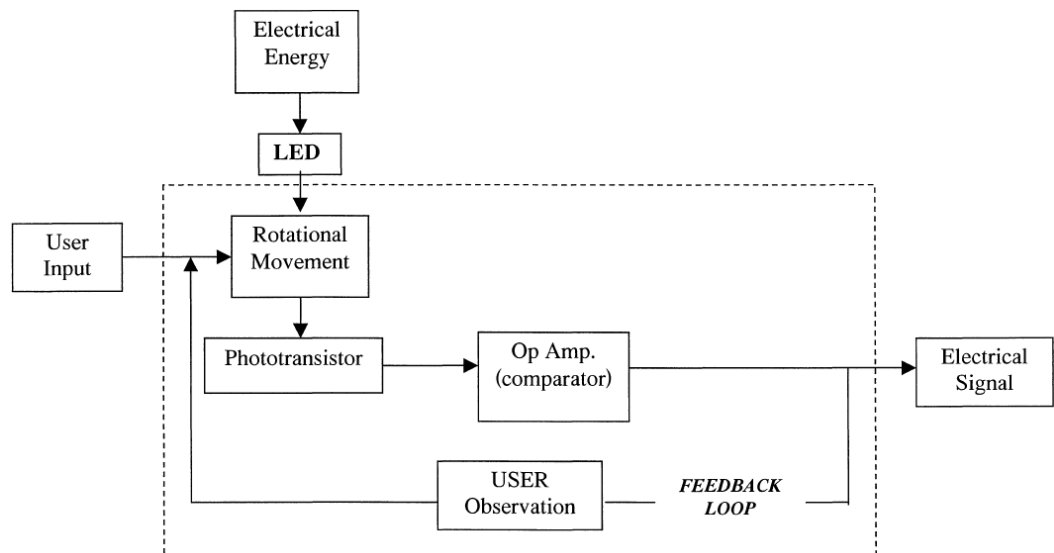 Electrical
Energy
LED
User
Input
Rotational
Movement
Phototransistor
Op Amp.
(comparator)
Electrical
Signal
USER
Observation
FEEDBACK
LOOP